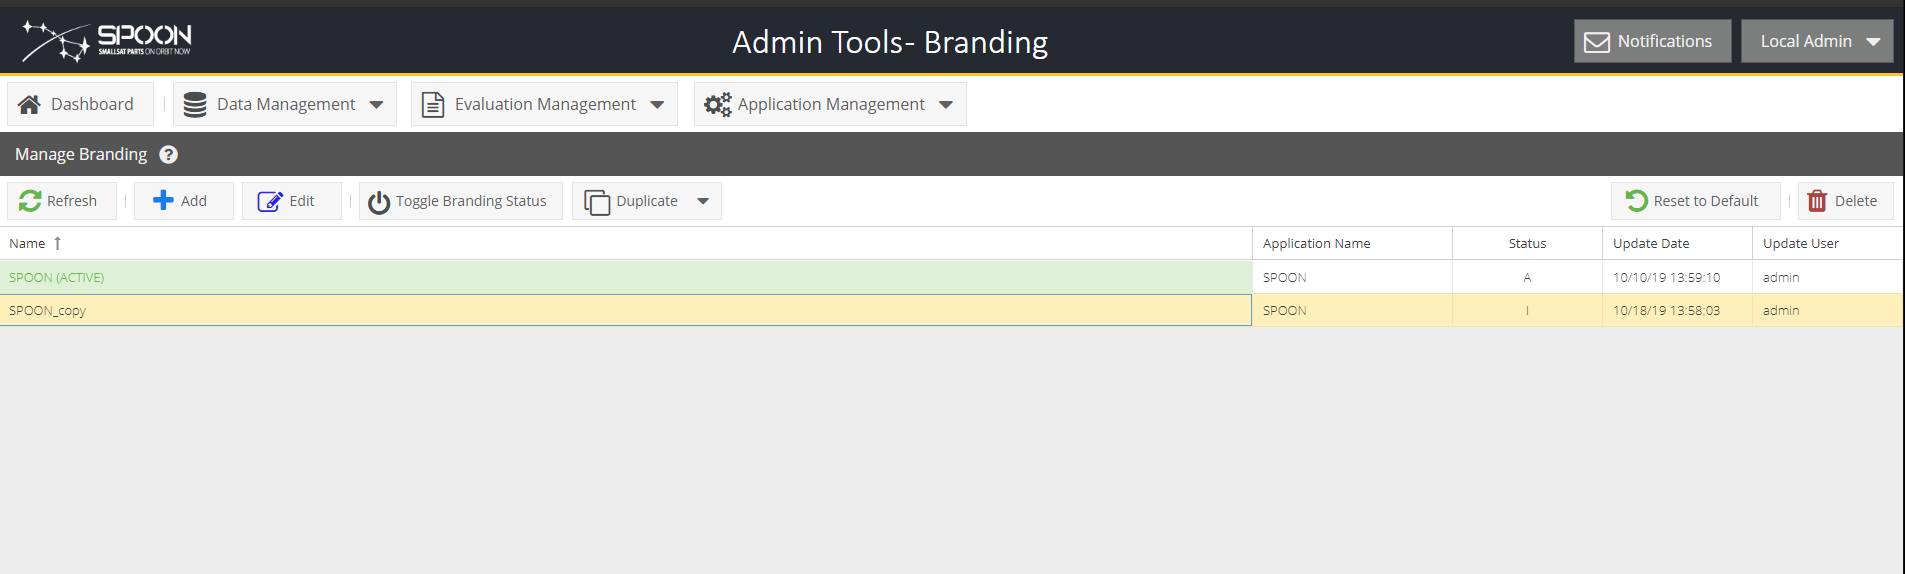 SPOON
SMALLSAT PARTS ON ORBIT NOW
Admin Tools- Branding
Notifications
Local Admin
Dashboard
Data Management
Evaluation Management
Application Management
Manage Branding ?
Refresh
Add
Edit
Toggle Branding Status
Duplicate
Reset to Default
Delete
Name ↑ Application Name Status Update Date Update User
SPOON (ACTIVE) SPOON A 10/10/19 13:59:10 admin
SPOON_copy SPOON I 10/18/19 13:58:03 admin